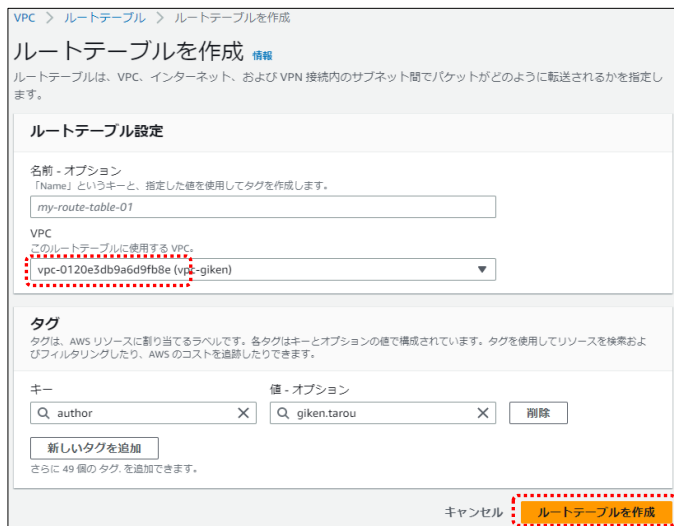 VPC > ルートテーブル > ルートテーブルを作成
ルートテーブルを作成 情報
ルートテーブルは、VPC、インターネット、および VPN 接続内のサブネット間でパケットがどのように転送されるかを指定し
ます。
ルートテーブル設定
名前 - オプション
「Name」というキーと、指定した値を使用してタグを作成します。
my-route-table-01
VPC
このルートテーブルに使用する VPC。
vpc-0120e3db9a6d9fb8e (vpc-giken)
タグ
タグは、AWS リソースに割り当てるラベルです。各タグはキーとオプションの値で構成されています。タグを使用してリソースを検索およ
びフィルタリングしたり、AWS のコストを追跡したりできます。
キー 値 - オプション
author giken.tarou 削除
新しいタグを追加
さらに 49 個の タグ. を追加できます。
キャンセル ルートテーブルを作成